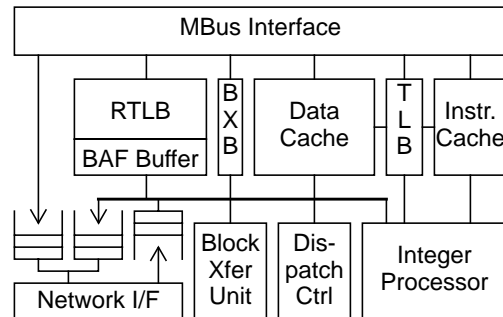 MBus Interface
RTLB
BAF Buffer
B
X
B
Data
Cache
T
L
B
Instr.
Cache
Block
Xfer
Unit
Dis-
patch
Ctrl
Integer
Processor
Network I/F